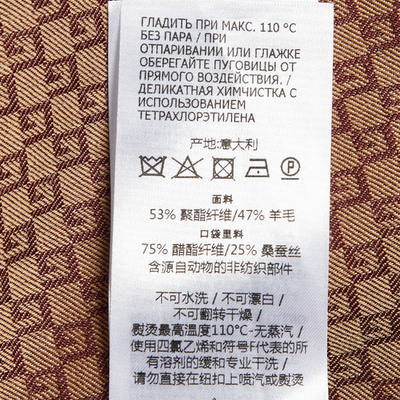 ГЛАДИТЬ ПРИ МАКС. 110 °C
БЕЗ ПАРА / ПРИ
ОТПАРИВАНИИ ИЛИ ГЛАЖКЕ
ОБЕРЕГАЙТЕ ПУГОВИЦЫ ОТ
ПРЯМОГО ВОЗДЕЙСТВИЯ. /
ДЕЛИКАТНАЯ ХИМЧИСТКА С
ИСПОЛЬЗОВАНИЕМ
ТЕТРАХЛОРЭТИЛЕНА
产地:意大利
P
面料
53% 聚酯纤维/47% 羊毛
口袋里料
75% 醋酯纤维/25% 桑蚕丝
含源自动物的非纺织部件
不可水洗 / 不可漂白 /
不可翻转干燥 /
熨烫最高温度110°C-无蒸汽 /
使用四氯乙烯和符号F代表的所
有溶剂的缓和专业干洗 /
请勿直接在纽扣上喷汽或熨烫